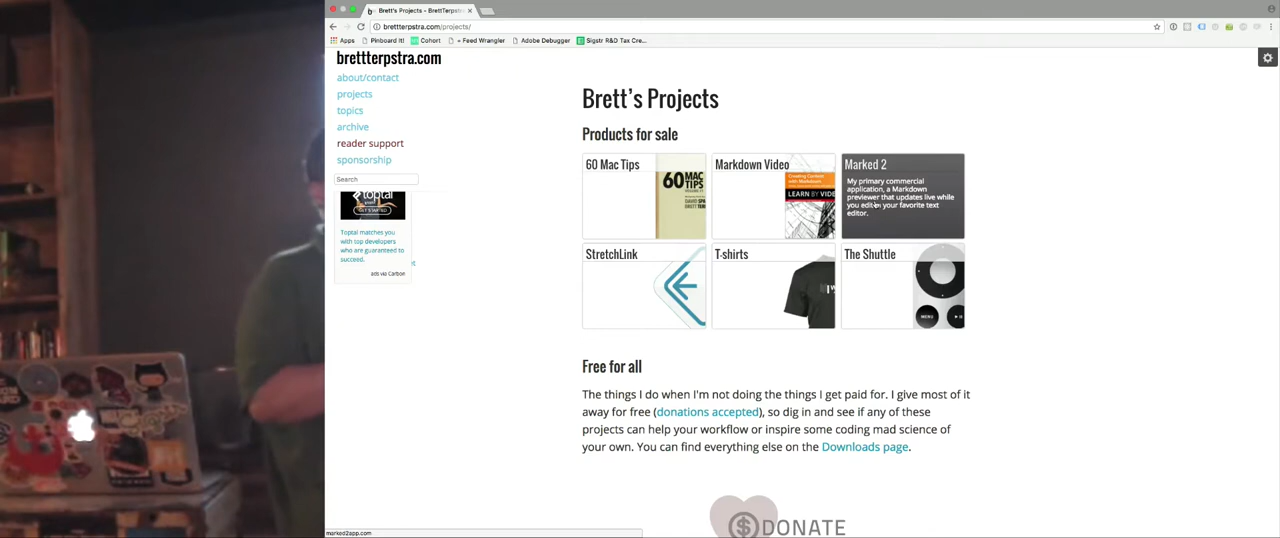 Brett's Projects - BrettTerpst
brettterpstra.com/projects/
Apps
Pinboard It!
Cohort
+ Feed Wrangler
Adobe Debugger
Sigstr R&D Tax Cre...
brettterpstra.com
about/contact
projects
topics
archive
reader support
sponsorship
Search
toptal
GET STARTED
Toptal matches you
with top developers
who are guaranteed to
succeed.
ads via Carbon
Brett's Projects
Products for sale
60 Mac Tips
60 MAC
TIPS
Markdown Video
Creating Content
with Markdown
LEARN BY VIDEO
Marked 2
My primary commercial
application, a Markdown
previewer that updates live while
you edit in your favorite text
editor.
StretchLink
T-shirts
The Shuttle
MENU
Free for all
The things I do when I'm not doing the things I get paid for. I give most of it
away for free (donations accepted), so dig in and see if any of these
projects can help your workflow or inspire some coding mad science of
your own. You can find everything else on the Downloads page.
DONATE
marked2app.com